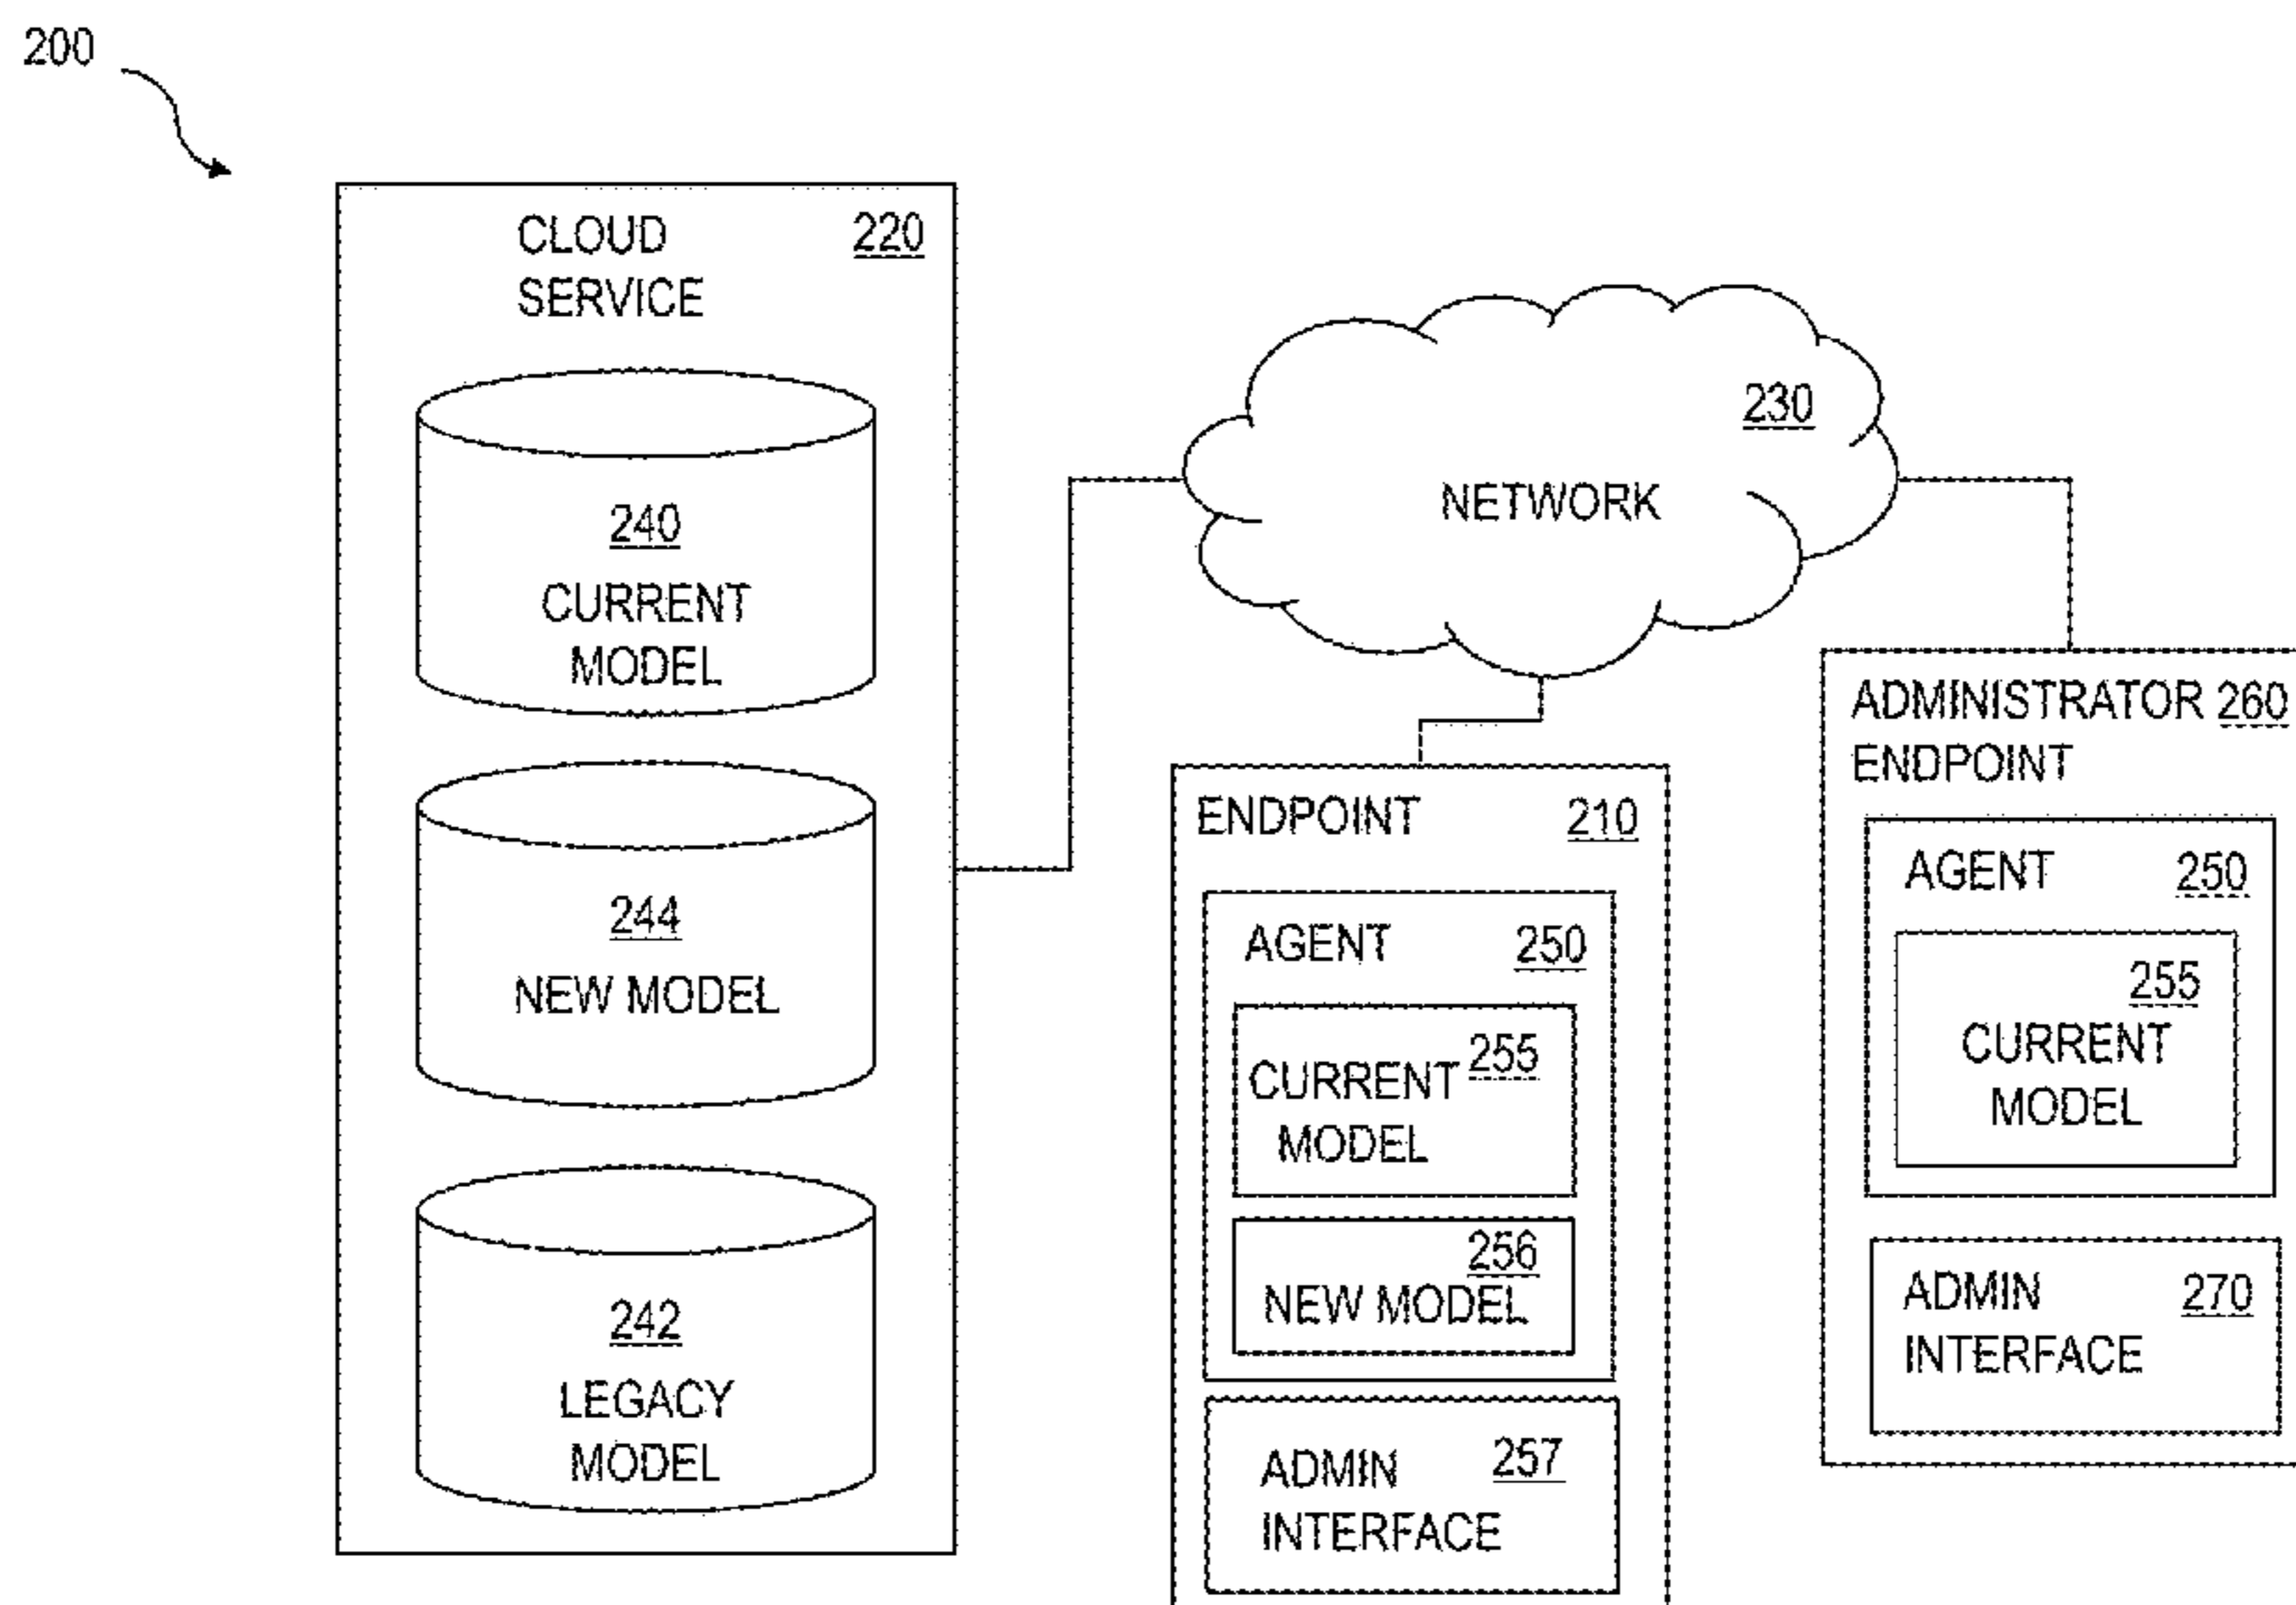 200
CLOUD 220
SERVICE
240
CURRENT
MODEL
244
NEW MODEL
242
LEGACY
MODEL
230
NETWORK
ENDPOINT 210
AGENT 250
255
CURRENT
MODEL
256
NEW MODEL
ADMIN 257
INTERFACE
ADMINISTRATOR 260
ENDPOINT
AGENT 250
255
CURRENT
MODEL
ADMIN 270
INTERFACE